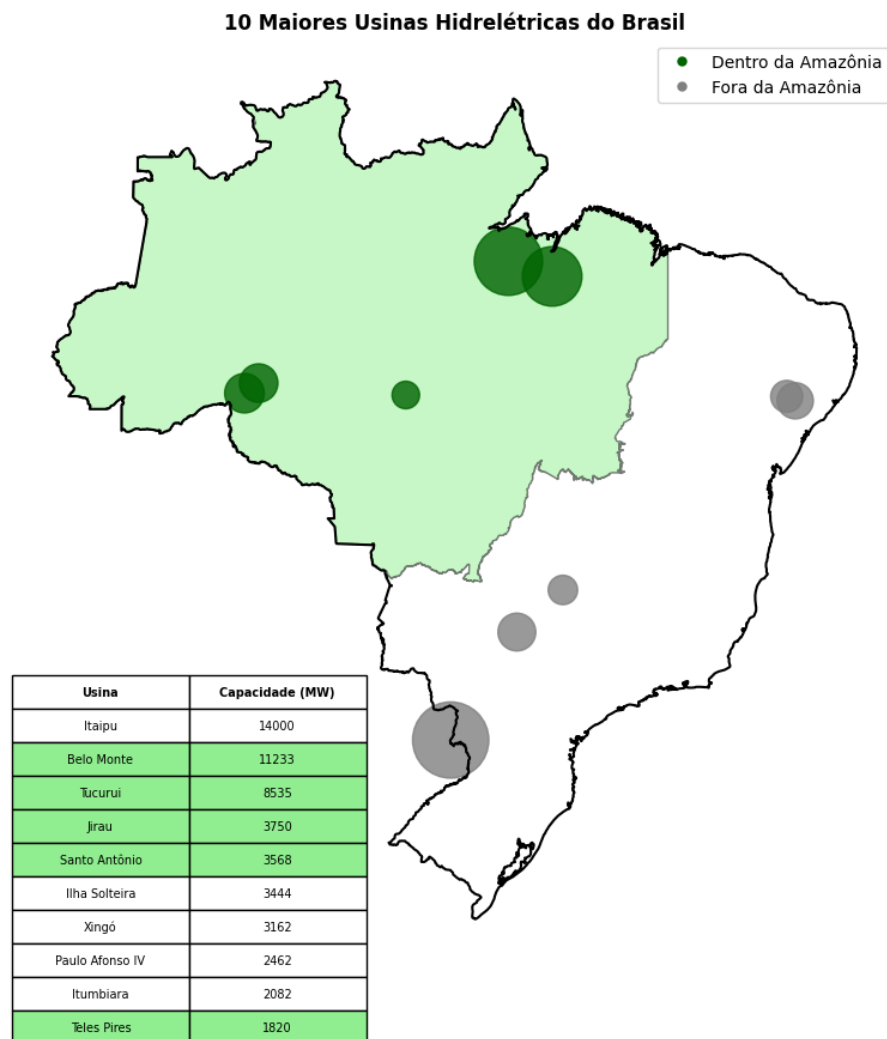 10 Maiores Usinas Hidrelétricas do Brasil
Dentro da Amazônia
Fora da Amazônia
Usina Capacidade (MW)
Itaipu 14000
Belo Monte 11233
Tucurui 8535
Jirau 3750
Santo Antônio 3568
Ilha Solteira 3444
Xingó 3162
Paulo Afonso IV 2462
Itumbiara 2082
Teles Pires 1820